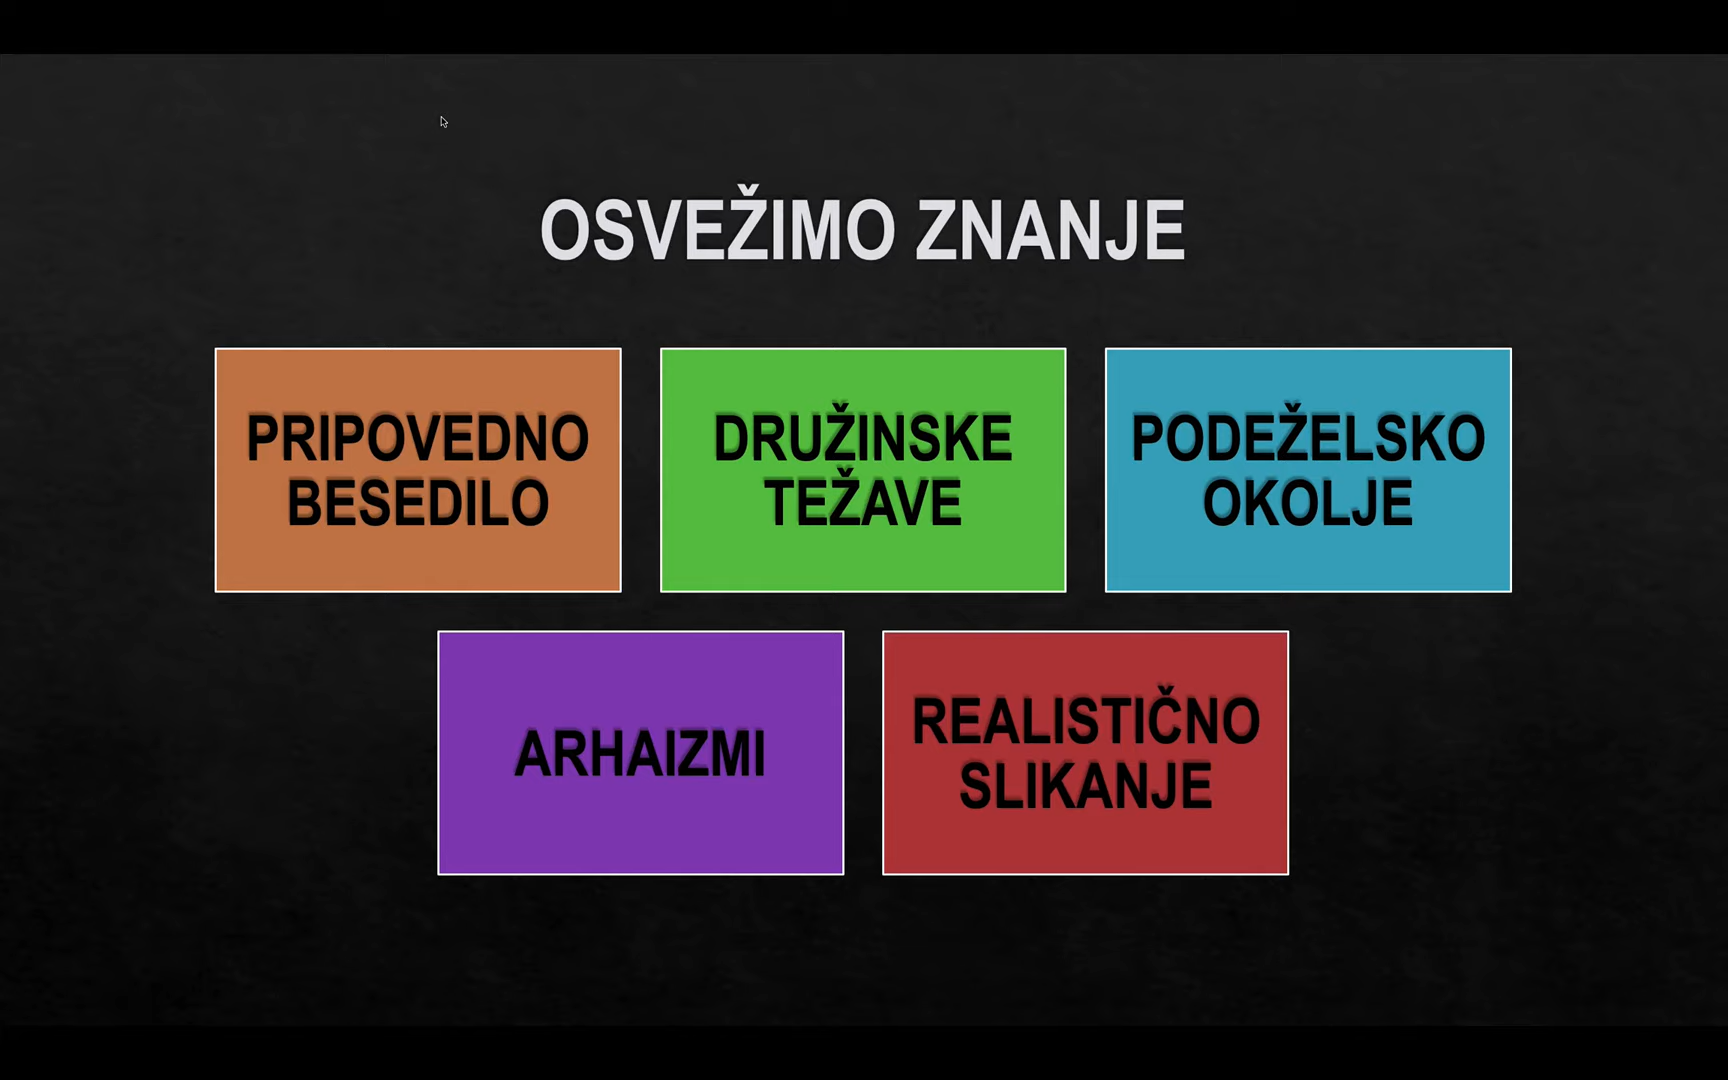 OSVEŽIMO ZNANJE
PRIPOVEDNO
BESEDILO
DRUŽINSKE
TEŽAVE
PODEŽELSKO
OKOLJE
ARHAIZMI
REALISTIČNO
SLIKANJE